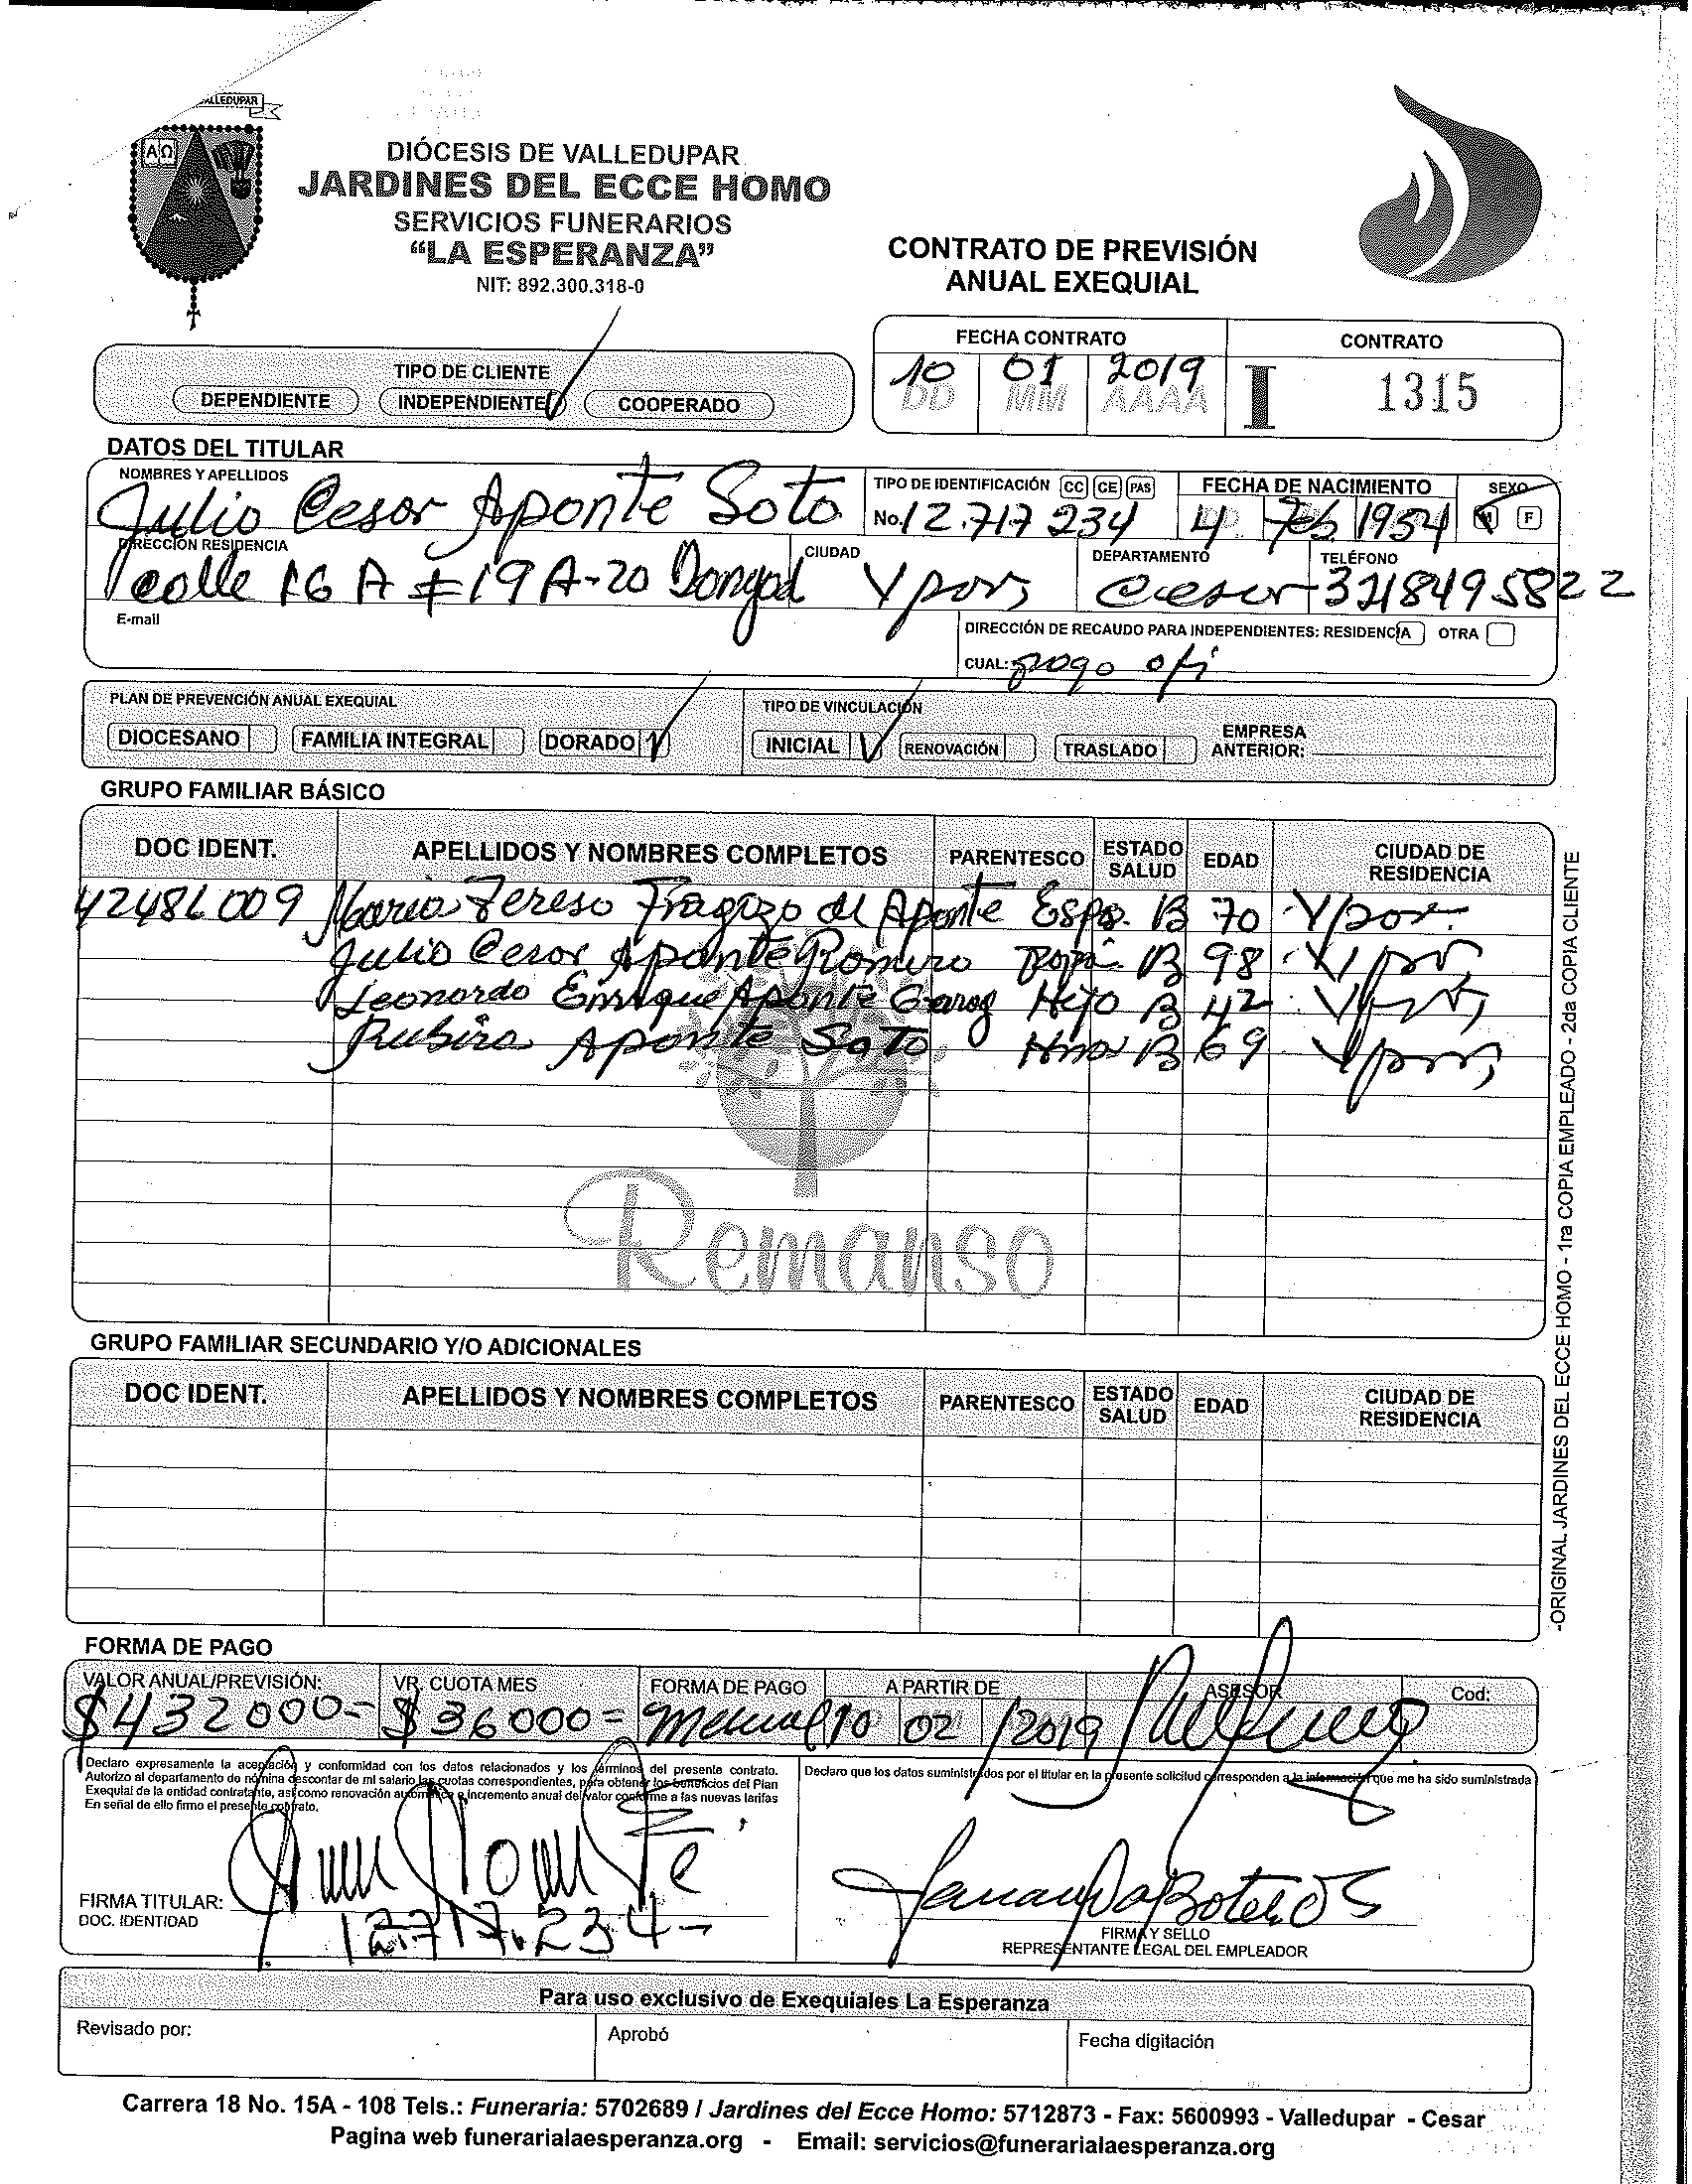 VALLEDUPAR
ΑΩ
DIÓCESIS DE VALLEDUPAR
JARDINES DEL ECCE HOMO
SERVICIOS FUNERARIOS
“LA ESPERANZA”
NIT: 892.300.318-0
CONTRATO DE PREVISIÓN
ANUAL EXEQUIAL
TIPO DE CLIENTE
DEPENDIENTE INDEPENDIENTE COOPERADO
FECHA CONTRATO CONTRATO
10 01 2019 I 1315
DD MM AAAA
DATOS DEL TITULAR
NOMBRES Y APELLIDOS TIPO DE IDENTIFICACIÓN CC CE PAS FECHA DE NACIMIENTO SEXO
Julio Cesar Aponte Soto No. 12.717 234 4 Feb 1954 M F
DIRECCIÓN RESIDENCIA CIUDAD DEPARTAMENTO TELÉFONO
calle 16 A # 19 A-20 Vpar, Cesar 3218495822
E-mail
DIRECCIÓN DE RECAUDO PARA INDEPENDIENTES: RESIDENCIA OTRA
CUAL: pago ofi
PLAN DE PREVENCIÓN ANUAL EXEQUIAL TIPO DE VINCULACIÓN
DIOCESANO FAMILIA INTEGRAL DORADO INICIAL RENOVACIÓN TRASLADO EMPRESA ANTERIOR:
GRUPO FAMILIAR BÁSICO
DOC IDENT. APELLIDOS Y NOMBRES COMPLETOS PARENTESCO ESTADO SALUD EDAD CIUDAD DE RESIDENCIA
Maria Teresa Fragozo de Aponte Espo. B 70 Vpar.
Julio Cesar Aponte Romero Papá B 98 Vpar,
Leonardo Enrique Aponte Hijo B 42 Vpar,
Rubira Aponte Soto Hna B 69 Vpar,
Remanso
GRUPO FAMILIAR SECUNDARIO Y/O ADICIONALES
DOC IDENT. APELLIDOS Y NOMBRES COMPLETOS PARENTESCO ESTADO SALUD EDAD CIUDAD DE RESIDENCIA
-ORIGINAL JARDINES DEL ECCE HOMO - 1ra COPIA EMPLEADO - 2da COPIA CLIENTE
FORMA DE PAGO
VALOR ANUAL/PREVISIÓN: VR. CUOTA MES FORMA DE PAGO A PARTIR DE ASESOR Cod:
$432000= $36000= Mensual 10 02 2019
Declaro expresamente la aceptación y conformidad con los datos relacionados y los términos del presente contrato.
Autorizo al departamento de nómina descontar de mi salario las cuotas correspondientes, para obtener los beneficios del Plan
Exequial de la entidad contratante, así como renovación automática e incremento anual del valor conforme a las nuevas tarifas
En señal de ello firmo el presente contrato.
Declaro que los datos suministrados por el titular en la presente solicitud corresponden a la información que me ha sido suministrada
FIRMA TITULAR:
DOC. IDENTIDAD 12.717.234-
FIRMA Y SELLO
REPRESENTANTE LEGAL DEL EMPLEADOR
Para uso exclusivo de Exequiales La Esperanza
Revisado por: Aprobó Fecha digitación
Carrera 18 No. 15A - 108 Tels.: Funeraria: 5702689 / Jardines del Ecce Homo: 5712873 - Fax: 5600993 - Valledupar - Cesar
Pagina web funerarialaesperanza.org - Email: servicios@funerarialaesperanza.org